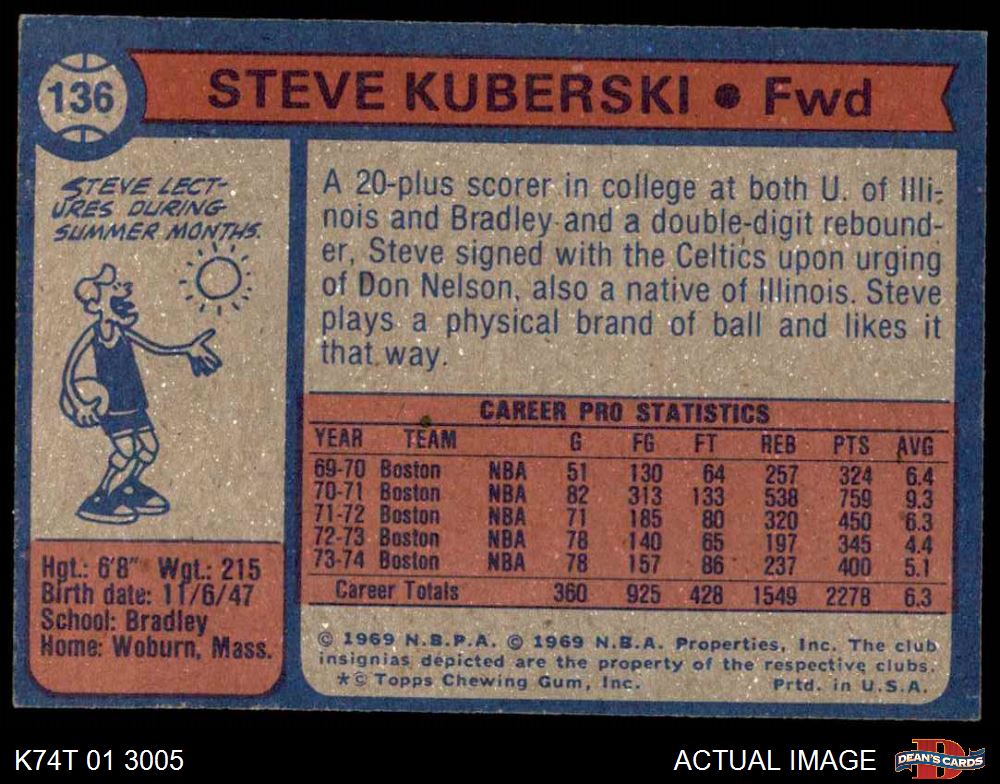 136
STEVE KUBERSKI • Fwd
STEVE LECT-
URES DURING
SUMMER MONTHS.
A 20-plus scorer in college at both U. of Illi-
nois and Bradley and a double-digit rebound-
er, Steve signed with the Celtics upon urging
of Don Nelson, also a native of Illinois. Steve
plays a physical brand of ball and likes it
that way.
CAREER PRO STATISTICS
YEAR TEAM G FG FT REB PTS AVG
69-70 Boston NBA 51 130 64 257 324 6.4
70-71 Boston NBA 82 313 133 538 759 9.3
71-72 Boston NBA 71 185 80 320 450 6.3
72-73 Boston NBA 78 140 65 197 345 4.4
73-74 Boston NBA 78 157 86 237 400 5.1
Career Totals 360 925 428 1549 2278 6.3
Hgt.: 6'8" Wgt.: 215
Birth date: 11/6/47
School: Bradley
Home: Woburn, Mass.
© 1969 N.B.P.A. © 1969 N.B.A. Properties, Inc. The club
insignias depicted are the property of the respective clubs.
*© Topps Chewing Gum, Inc. Prtd. in U.S.A.
K74T 01 3005
ACTUAL IMAGE
D
DEAN'S CARDS